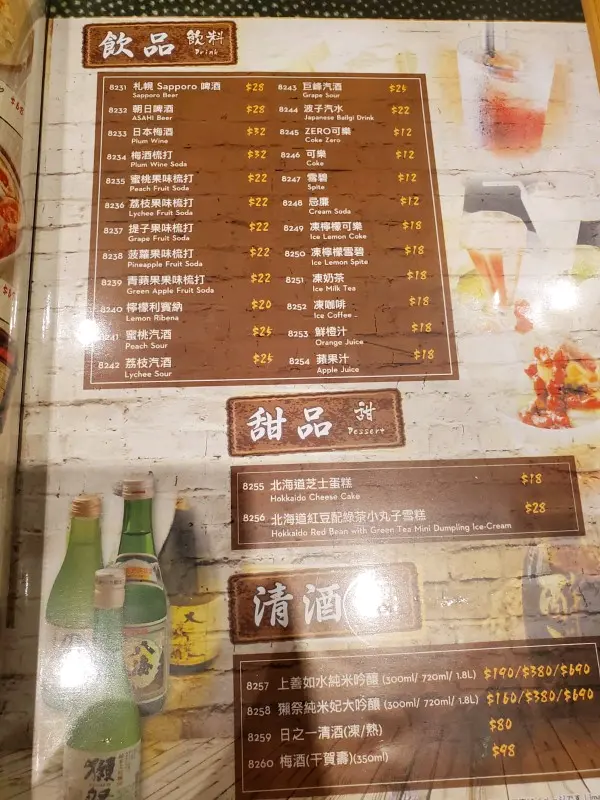 飲品 飲料
Drink
8231 札幌 Sapporo 啤酒 $28
Sapporo Beer
8232 朝日啤酒 $28
ASAHI Beer
8233 日本梅酒 $32
Plum Wine
8234 梅酒梳打 $32
Plum Wine Soda
8235 蜜桃果味梳打 $22
Peach Fruit Soda
8236 荔枝果味梳打 $22
Lychee Fruit Soda
8237 提子果味梳打 $22
Grape Fruit Soda
8238 菠蘿果味梳打 $22
Pineapple Fruit Soda
8239 青蘋果果味梳打 $22
Green Apple Fruit Soda
8240 檸檬利賓納 $20
Lemon Ribena
8241 蜜桃汽酒 $25
Peach Sour
8242 荔枝汽酒 $25
Lychee Sour
8243 巨峰汽酒 $25
Grape Sour
8244 波子汽水 $22
Japanese Ballgi Drink
8245 ZERO可樂 $12
Coke Zero
8246 可樂 $12
Coke
8247 雪碧 $12
Spite
8248 忌廉 $12
Cream Soda
8249 凍檸檬可樂 $18
Ice Lemon Coke
8250 凍檸檬雪碧 $18
Ice Lemon Spite
8251 凍奶茶 $18
Ice Milk Tea
8252 凍咖啡 $18
Ice Coffee
8253 鮮橙汁 $18
Orange Juice
8254 蘋果汁 $18
Apple Juice
甜品 甜
Dessert
8255 北海道芝士蛋糕 $18
Hokkaido Cheese Cake
8256 北海道紅豆配綠茶小丸子雪糕 $28
Hokkaido Red Bean with Green Tea Mini Dumpling Ice-Cream
清酒
8257 上善如水純米吟釀 (300ml/ 720ml/ 1.8L) $190/$380/$690
8258 獺祭純米妃大吟釀 (300ml/ 720ml/ 1.8L) $160/$380/$690
8259 日之一清酒(凍/熱) $80
8260 梅酒(干賀壽)(350ml) $98
獺祭